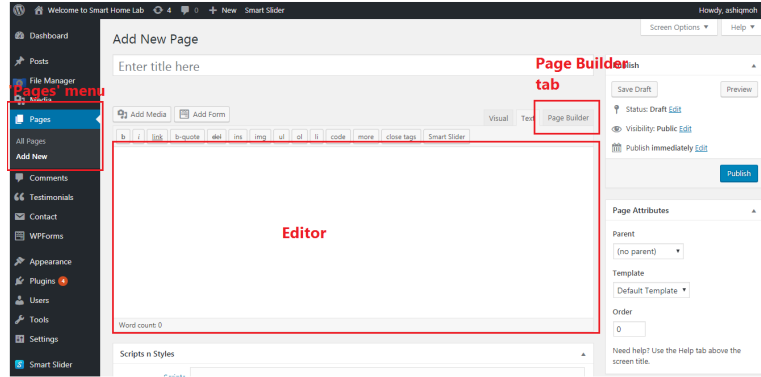 Welcome to Smart Home Lab 4 0 + New Smart Slider Howdy, ashiqmoh
Screen Options ▼ Help ▼
Dashboard
Posts
File Manager
'Pages' menu
Media
Pages
All Pages
Add New
Comments
Testimonials
Contact
WPForms
Appearance
Plugins 4
Users
Tools
Settings
Smart Slider
Add New Page
Enter title here
Page Builder
tab
Add Media Add Form
Visual Text Page Builder
b i link b-quote del ins img ul ol li code more close tags Smart Slider
Editor
Word count: 0
Scripts n Styles
Scripts
Publish
Save Draft Preview
Status: Draft Edit
Visibility: Public Edit
Publish immediately Edit
Publish
Page Attributes
Parent
(no parent)
Template
Default Template
Order
0
Need help? Use the Help tab above the
screen title.